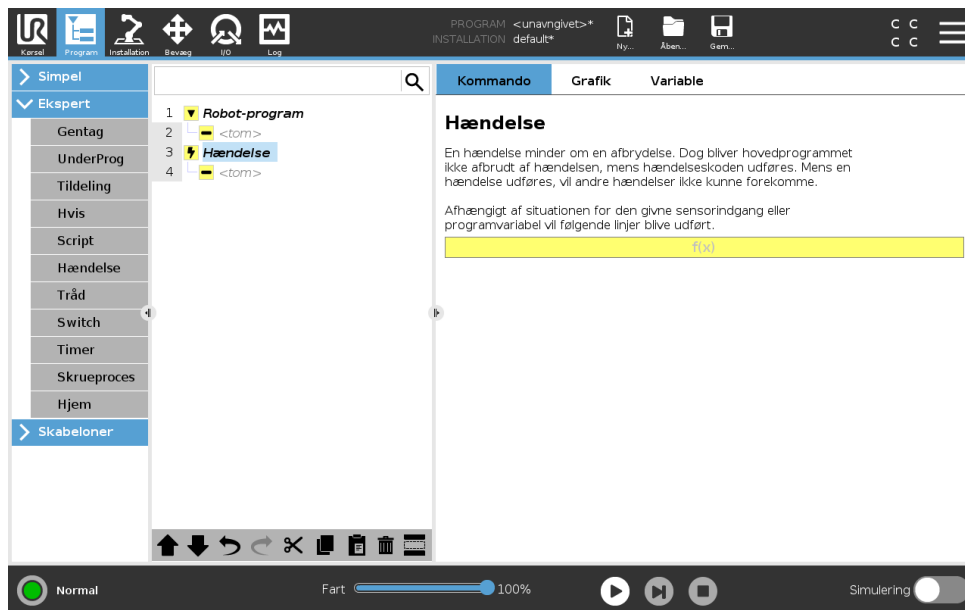 PROGRAM <unavngivet>*
INSTALLATION default*
UR
Kørsel
Program
Installation
Bevæg
I/O
Log
Ny...
Åben...
Gem...
C C
C C
Simpel
Ekspert
Gentag
UnderProg
Tildeling
Hvis
Script
Hændelse
Tråd
Switch
Timer
Skrueproces
Hjem
Skabeloner
1 Robot-program
2 <tom>
3 Hændelse
4 <tom>
Kommando Grafik Variable
Hændelse
En hændelse minder om en afbrydelse. Dog bliver hovedprogrammet
ikke afbrudt af hændelsen, mens hændelseskoden udføres. Mens en
hændelse udføres, vil andre hændelser ikke kunne forekomme.
Afhængigt af situationen for den givne sensorindgang eller
programvariabel vil følgende linjer blive udført.
f(x)
Normal
Fart 100%
Simulering